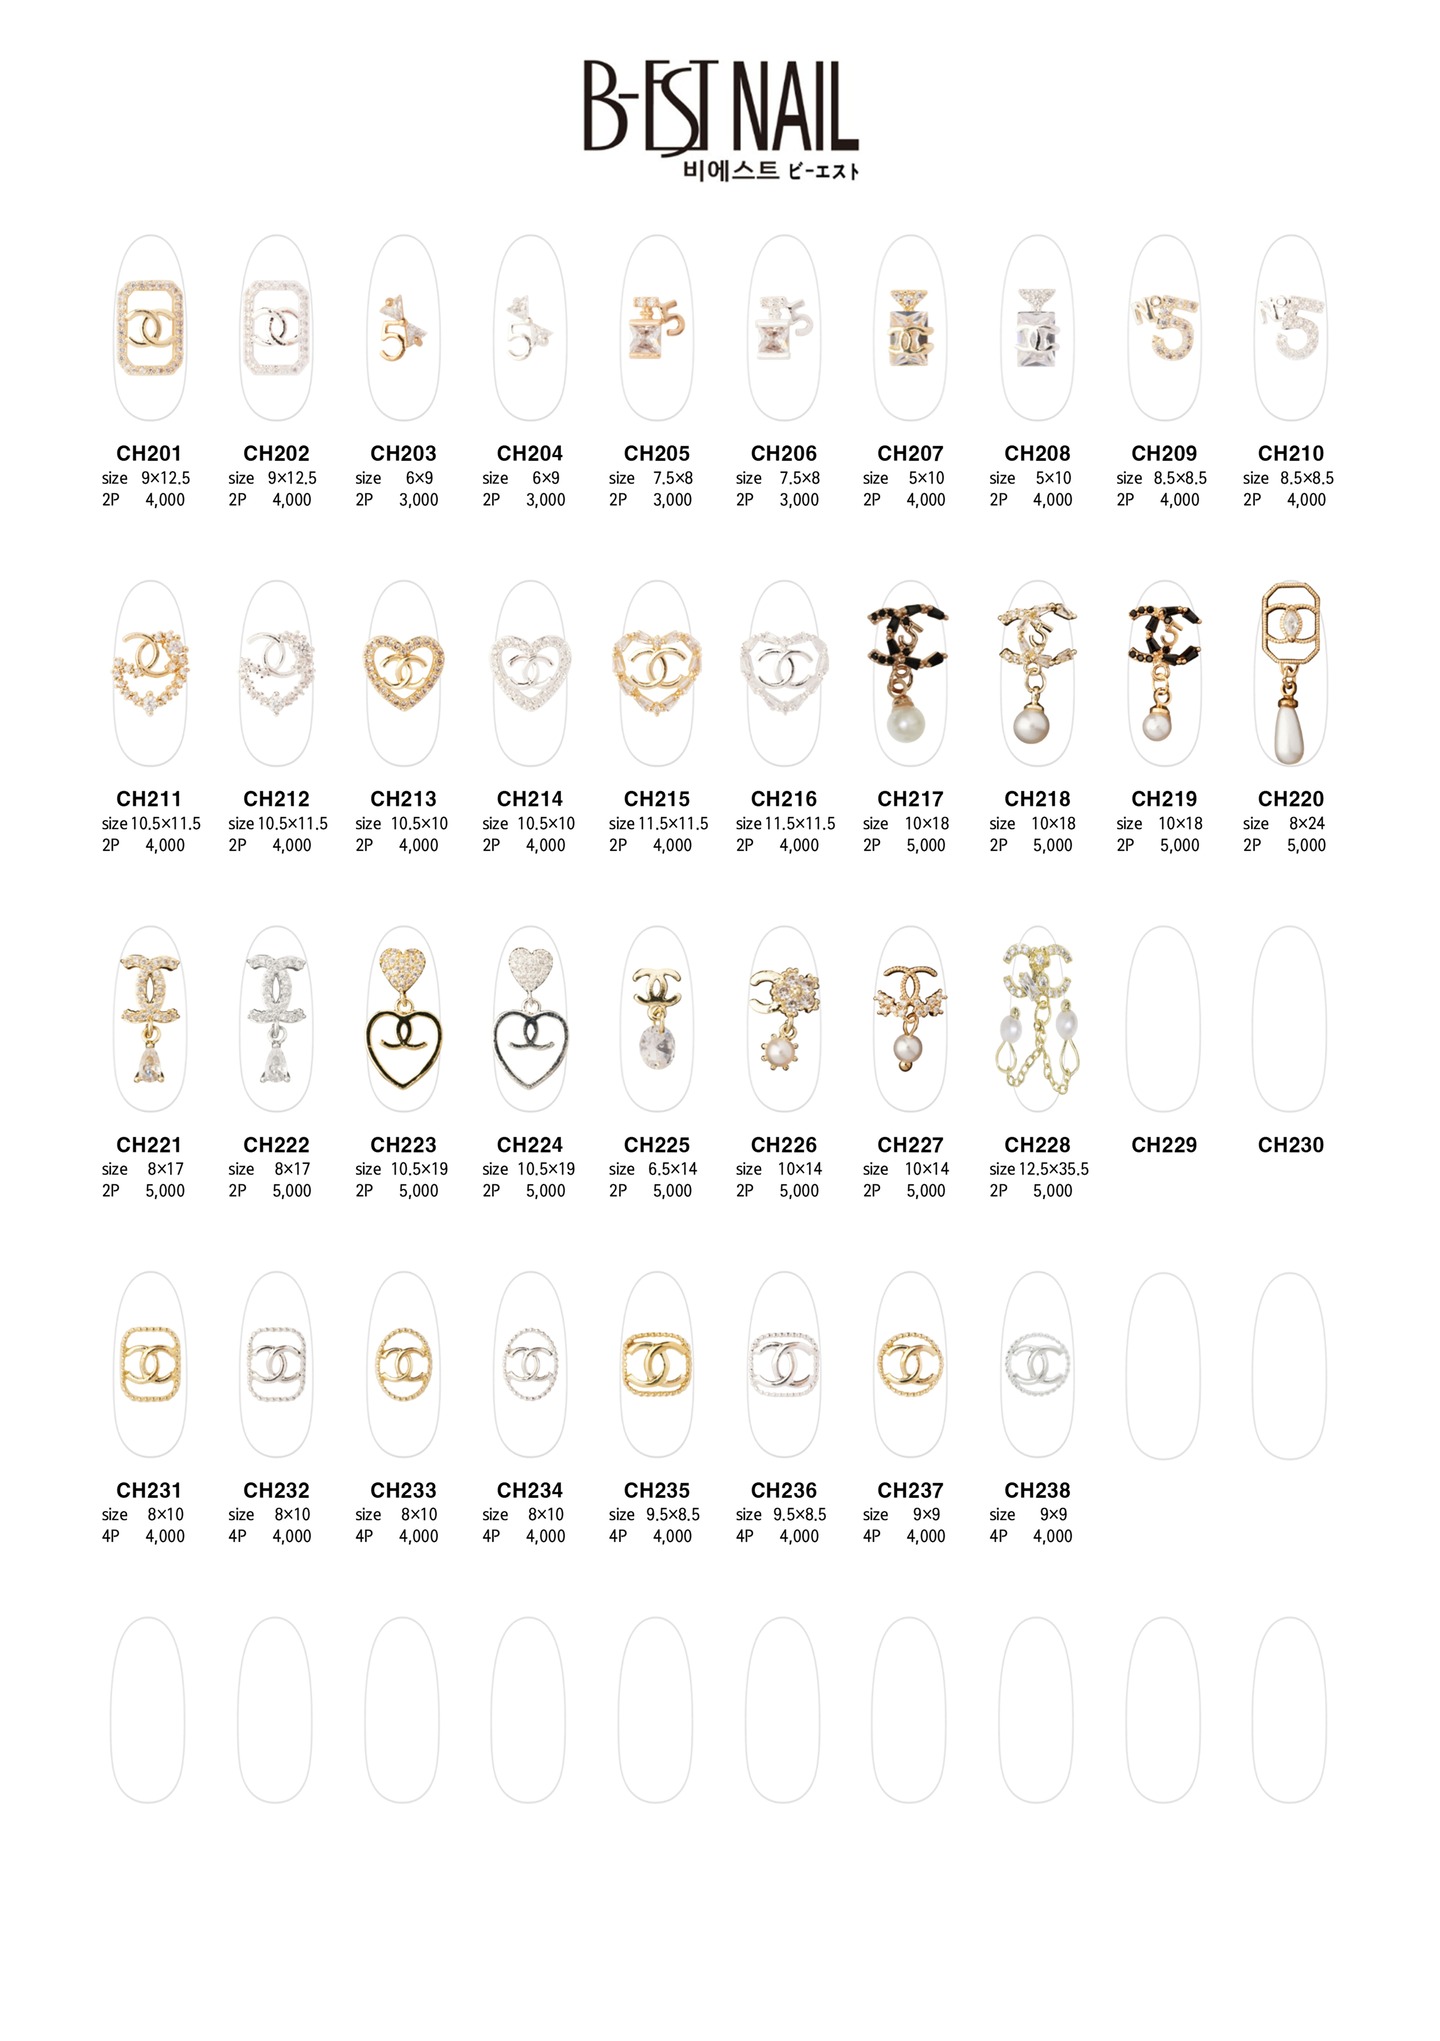 B-EST NAIL
비에스트 ビーエスト
CH201 CH202 CH203 CH204 CH205 CH206 CH207 CH208 CH209 CH210
size 9×12.5 size 9×12.5 size 6×9 size 6×9 size 7.5×8 size 7.5×8 size 5×10 size 5×10 size 8.5×8.5 size 8.5×8.5
2P 4,000 2P 4,000 2P 3,000 2P 3,000 2P 3,000 2P 3,000 2P 4,000 2P 4,000 2P 4,000 2P 4,000
CH211 CH212 CH213 CH214 CH215 CH216 CH217 CH218 CH219 CH220
size 10.5×11.5 size 10.5×11.5 size 10.5×10 size 10.5×10 size 11.5×11.5 size 11.5×11.5 size 10×18 size 10×18 size 10×18 size 8×24
2P 4,000 2P 4,000 2P 4,000 2P 4,000 2P 4,000 2P 4,000 2P 5,000 2P 5,000 2P 5,000 2P 5,000
CH221 CH222 CH223 CH224 CH225 CH226 CH227 CH228 CH229 CH230
size 8×17 size 8×17 size 10.5×19 size 10.5×19 size 6.5×14 size 10×14 size 10×14 size 12.5×35.5
2P 5,000 2P 5,000 2P 5,000 2P 5,000 2P 5,000 2P 5,000 2P 5,000 2P 5,000
CH231 CH232 CH233 CH234 CH235 CH236 CH237 CH238
size 8×10 size 8×10 size 8×10 size 8×10 size 9.5×8.5 size 9.5×8.5 size 9×9 size 9×9
4P 4,000 4P 4,000 4P 4,000 4P 4,000 4P 4,000 4P 4,000 4P 4,000 4P 4,000